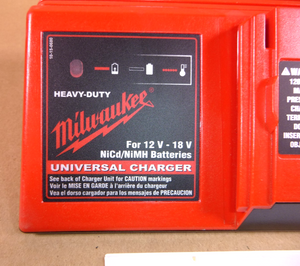 HEAVY-DUTY
Milwaukee
For 12 V - 18 V
NiCd/NiMH Batteries
UNIVERSAL CHARGER
See back of Charger Unit for CAUTION markings
Voir le MISE EN GARDE à l'arrière du chargeur
Vea el dorso cargador para los mensajes de PRECAUCION